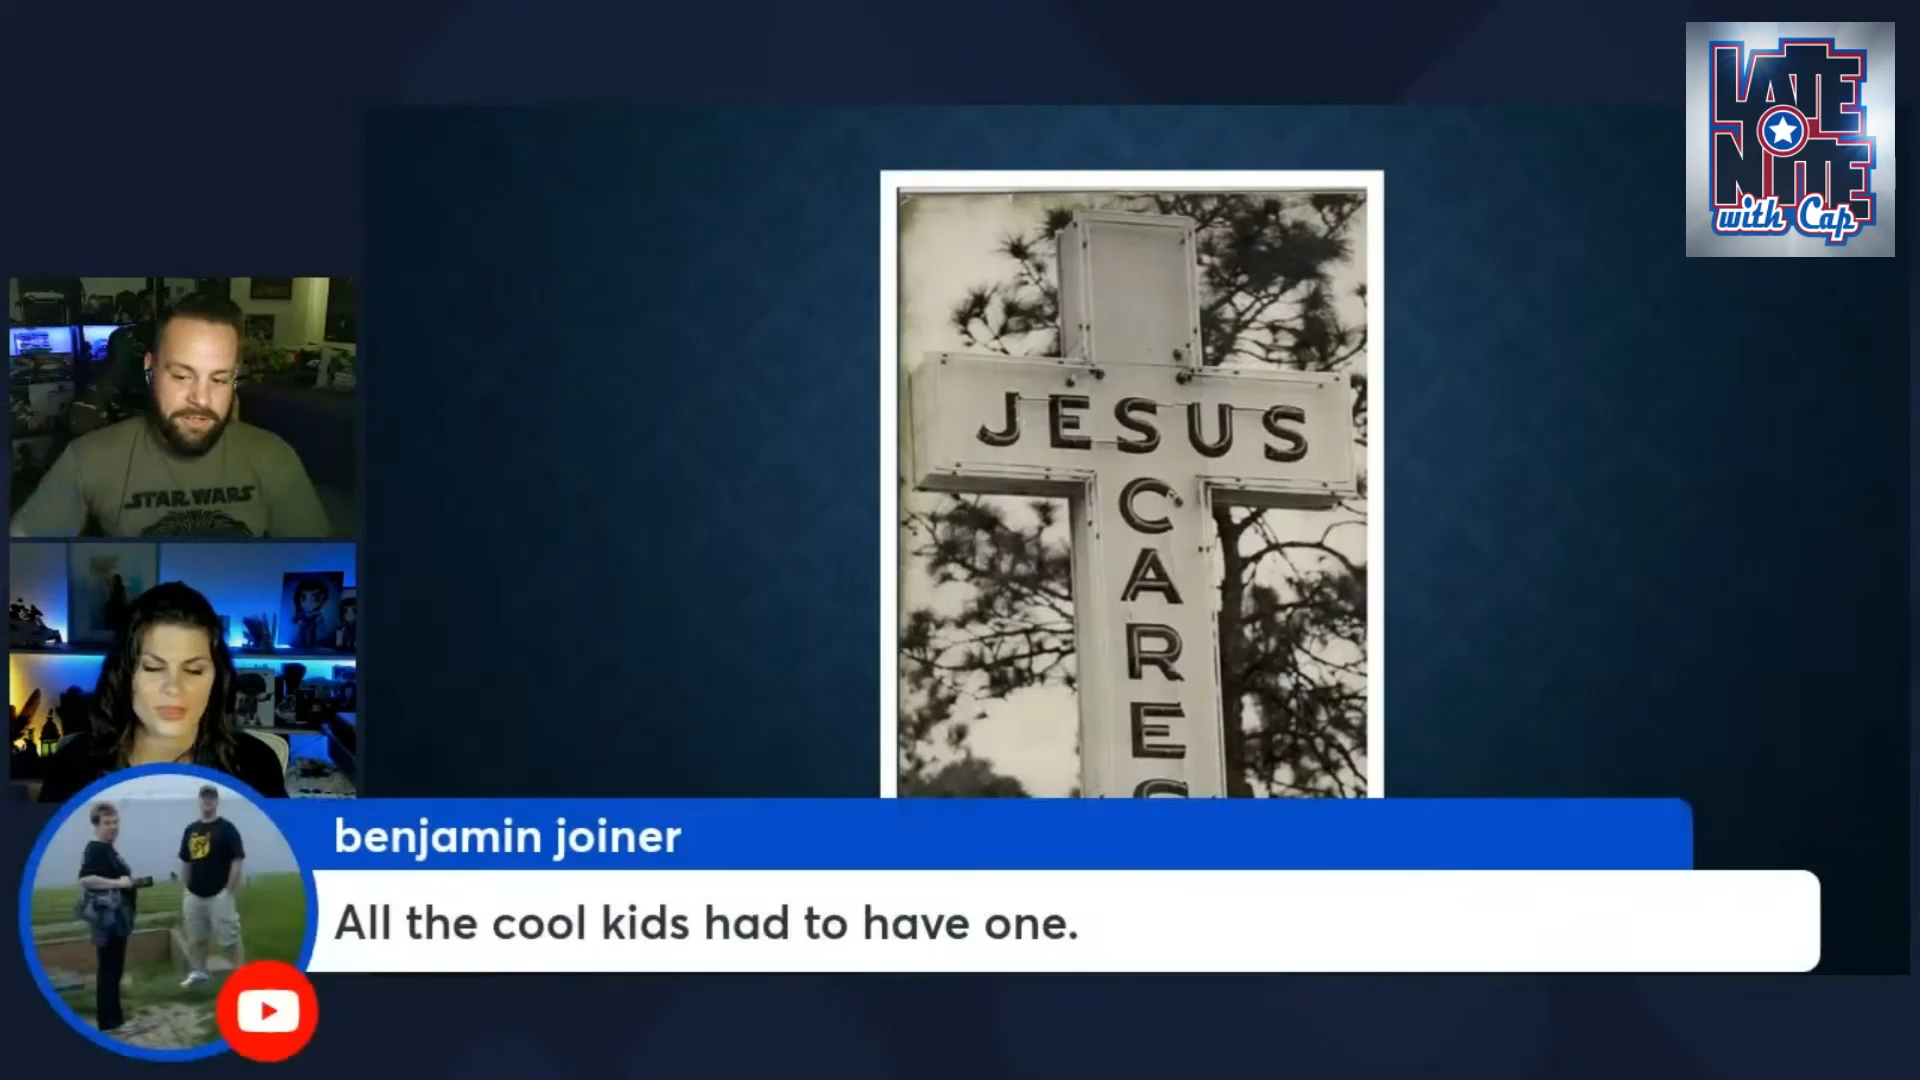 LATE
NITE
with Cap
STAR WARS
JESUS
CARES
benjamin joiner
All the cool kids had to have one.